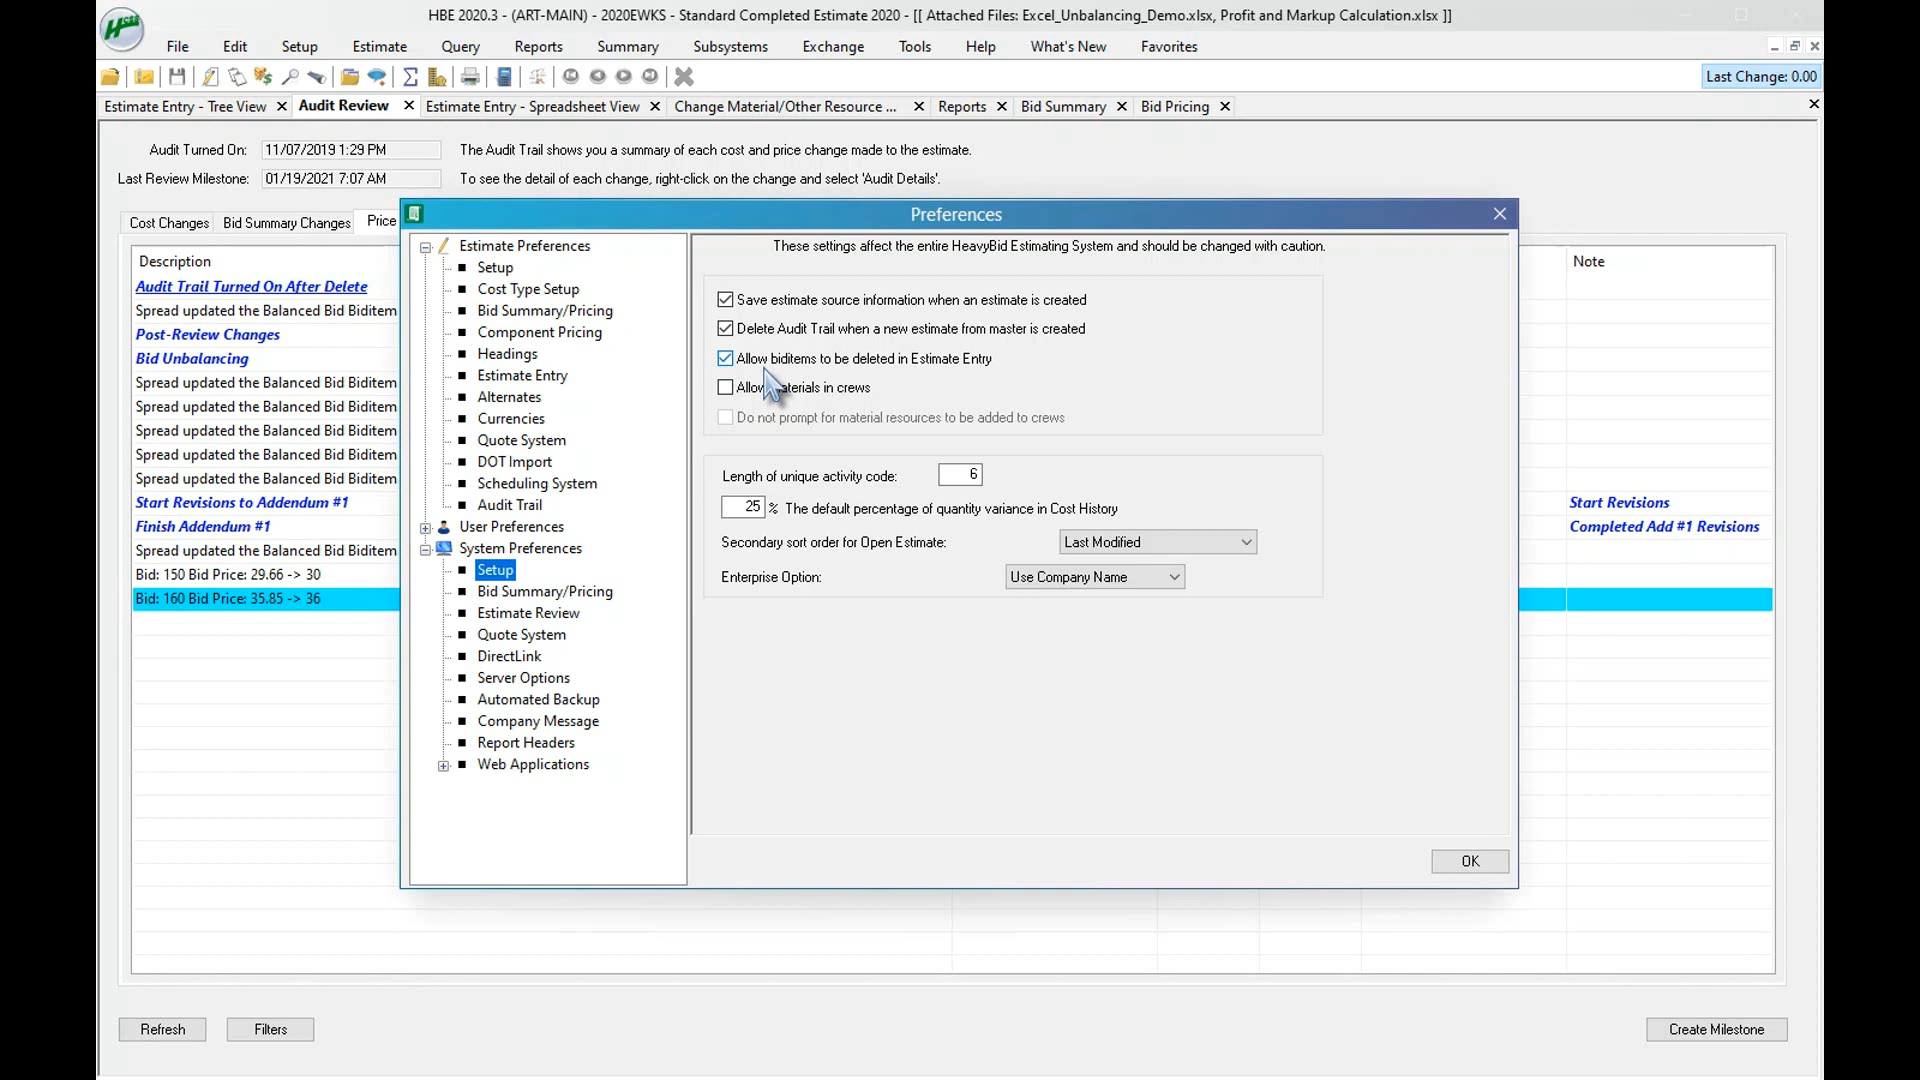 HBE 2020.3 - (ART-MAIN) - 2020EWKS - Standard Completed Estimate 2020 - [[ Attached Files: Excel_Unbalancing_Demo.xlsx, Profit and Markup Calculation.xlsx ]]
File Edit Setup Estimate Query Reports Summary Subsystems Exchange Tools Help What's New Favorites
Last Change: 0.00
Estimate Entry - Tree View Audit Review Estimate Entry - Spreadsheet View Change Material/Other Resource ... Reports Bid Summary Bid Pricing
Audit Turned On: 11/07/2019 1:29 PM The Audit Trail shows you a summary of each cost and price change made to the estimate.
Last Review Milestone: 01/19/2021 7:07 AM To see the detail of each change, right-click on the change and select 'Audit Details'.
Cost Changes Bid Summary Changes Price
Description
Note
Audit Trail Turned On After Delete
Spread updated the Balanced Bid Biditem
Post-Review Changes
Bid Unbalancing
Spread updated the Balanced Bid Biditem
Spread updated the Balanced Bid Biditem
Spread updated the Balanced Bid Biditem
Spread updated the Balanced Bid Biditem
Spread updated the Balanced Bid Biditem
Start Revisions to Addendum #1 Start Revisions
Finish Addendum #1 Completed Add #1 Revisions
Spread updated the Balanced Bid Biditem
Bid: 150 Bid Price: 29.66 -> 30
Bid: 160 Bid Price: 35.85 -> 36
Preferences
Estimate Preferences
Setup
Cost Type Setup
Bid Summary/Pricing
Component Pricing
Headings
Estimate Entry
Alternates
Currencies
Quote System
DOT Import
Scheduling System
Audit Trail
User Preferences
System Preferences
Setup
Bid Summary/Pricing
Estimate Review
Quote System
DirectLink
Server Options
Automated Backup
Company Message
Report Headers
Web Applications
These settings affect the entire HeavyBid Estimating System and should be changed with caution.
Save estimate source information when an estimate is created
Delete Audit Trail when a new estimate from master is created
Allow biditems to be deleted in Estimate Entry
Allow materials in crews
Do not prompt for material resources to be added to crews
Length of unique activity code: 6
25 % The default percentage of quantity variance in Cost History
Secondary sort order for Open Estimate: Last Modified
Enterprise Option: Use Company Name
OK
Refresh Filters Create Milestone